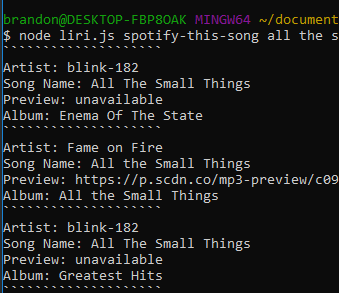 brandon@DESKTOP-FBP8OAK MINGW64 ~/document
$ node liri.js spotify-this-song all the s
````````````````````
Artist: blink-182
Song Name: All The Small Things
Preview: unavailable
Album: Enema Of The State
````````````````````
Artist: Fame on Fire
Song Name: All the Small Things
Preview: https://p.scdn.co/mp3-preview/c09
Album: All the Small Things
````````````````````
Artist: blink-182
Song Name: All The Small Things
Preview: unavailable
Album: Greatest Hits
````````````````````